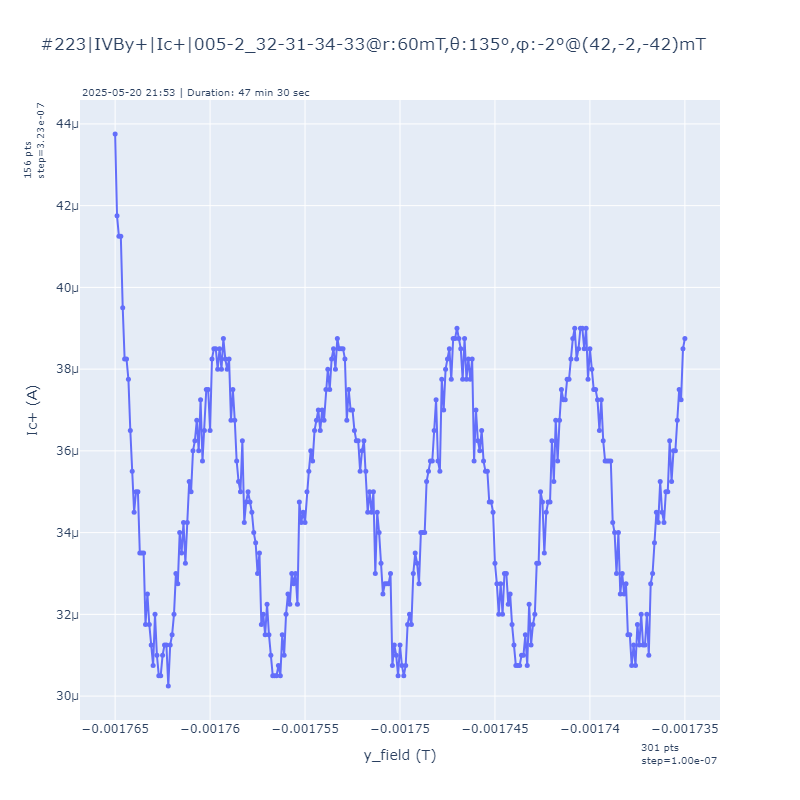 #223|IVBy+|Ic+|005-2_32-31-34-33@r:60mT,θ:135°,φ:-2°@(42,-2,-42)mT
2025-05-20 21:53 | Duration: 47 min 30 sec
156 pts
step=3.23e-07
44μ
42μ
40μ
38μ
36μ
34μ
32μ
30μ
Ic+ (A)
−0.001765
−0.00176
−0.001755
−0.00175
−0.001745
−0.00174
−0.001735
y_field (T)
301 pts
step=1.00e-07